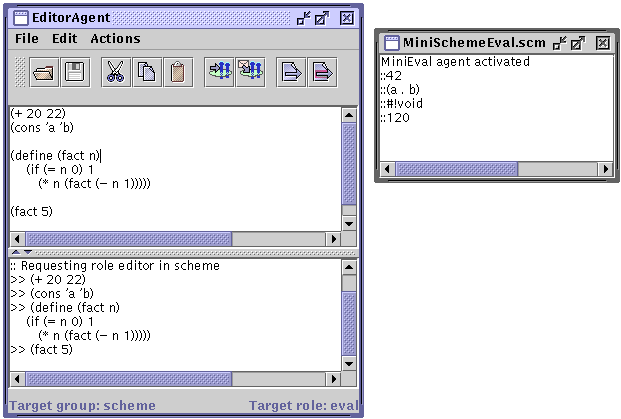 EditorAgent
File Edit Actions
(+ 20 22)
(cons 'a 'b)
(define (fact n)
(if (= n 0) 1
(* n (fact (− n 1)))))
(fact 5)
:: Requesting role editor in scheme
>> (+ 20 22)
>> (cons 'a 'b)
>> (define (fact n)
(if (= n 0) 1
(* n (fact (− n 1)))))
>> (fact 5)
Target group: scheme Target role: eval
MiniSchemeEval.scm
MiniEval agent activated
::42
::(a . b)
::#!void
::120